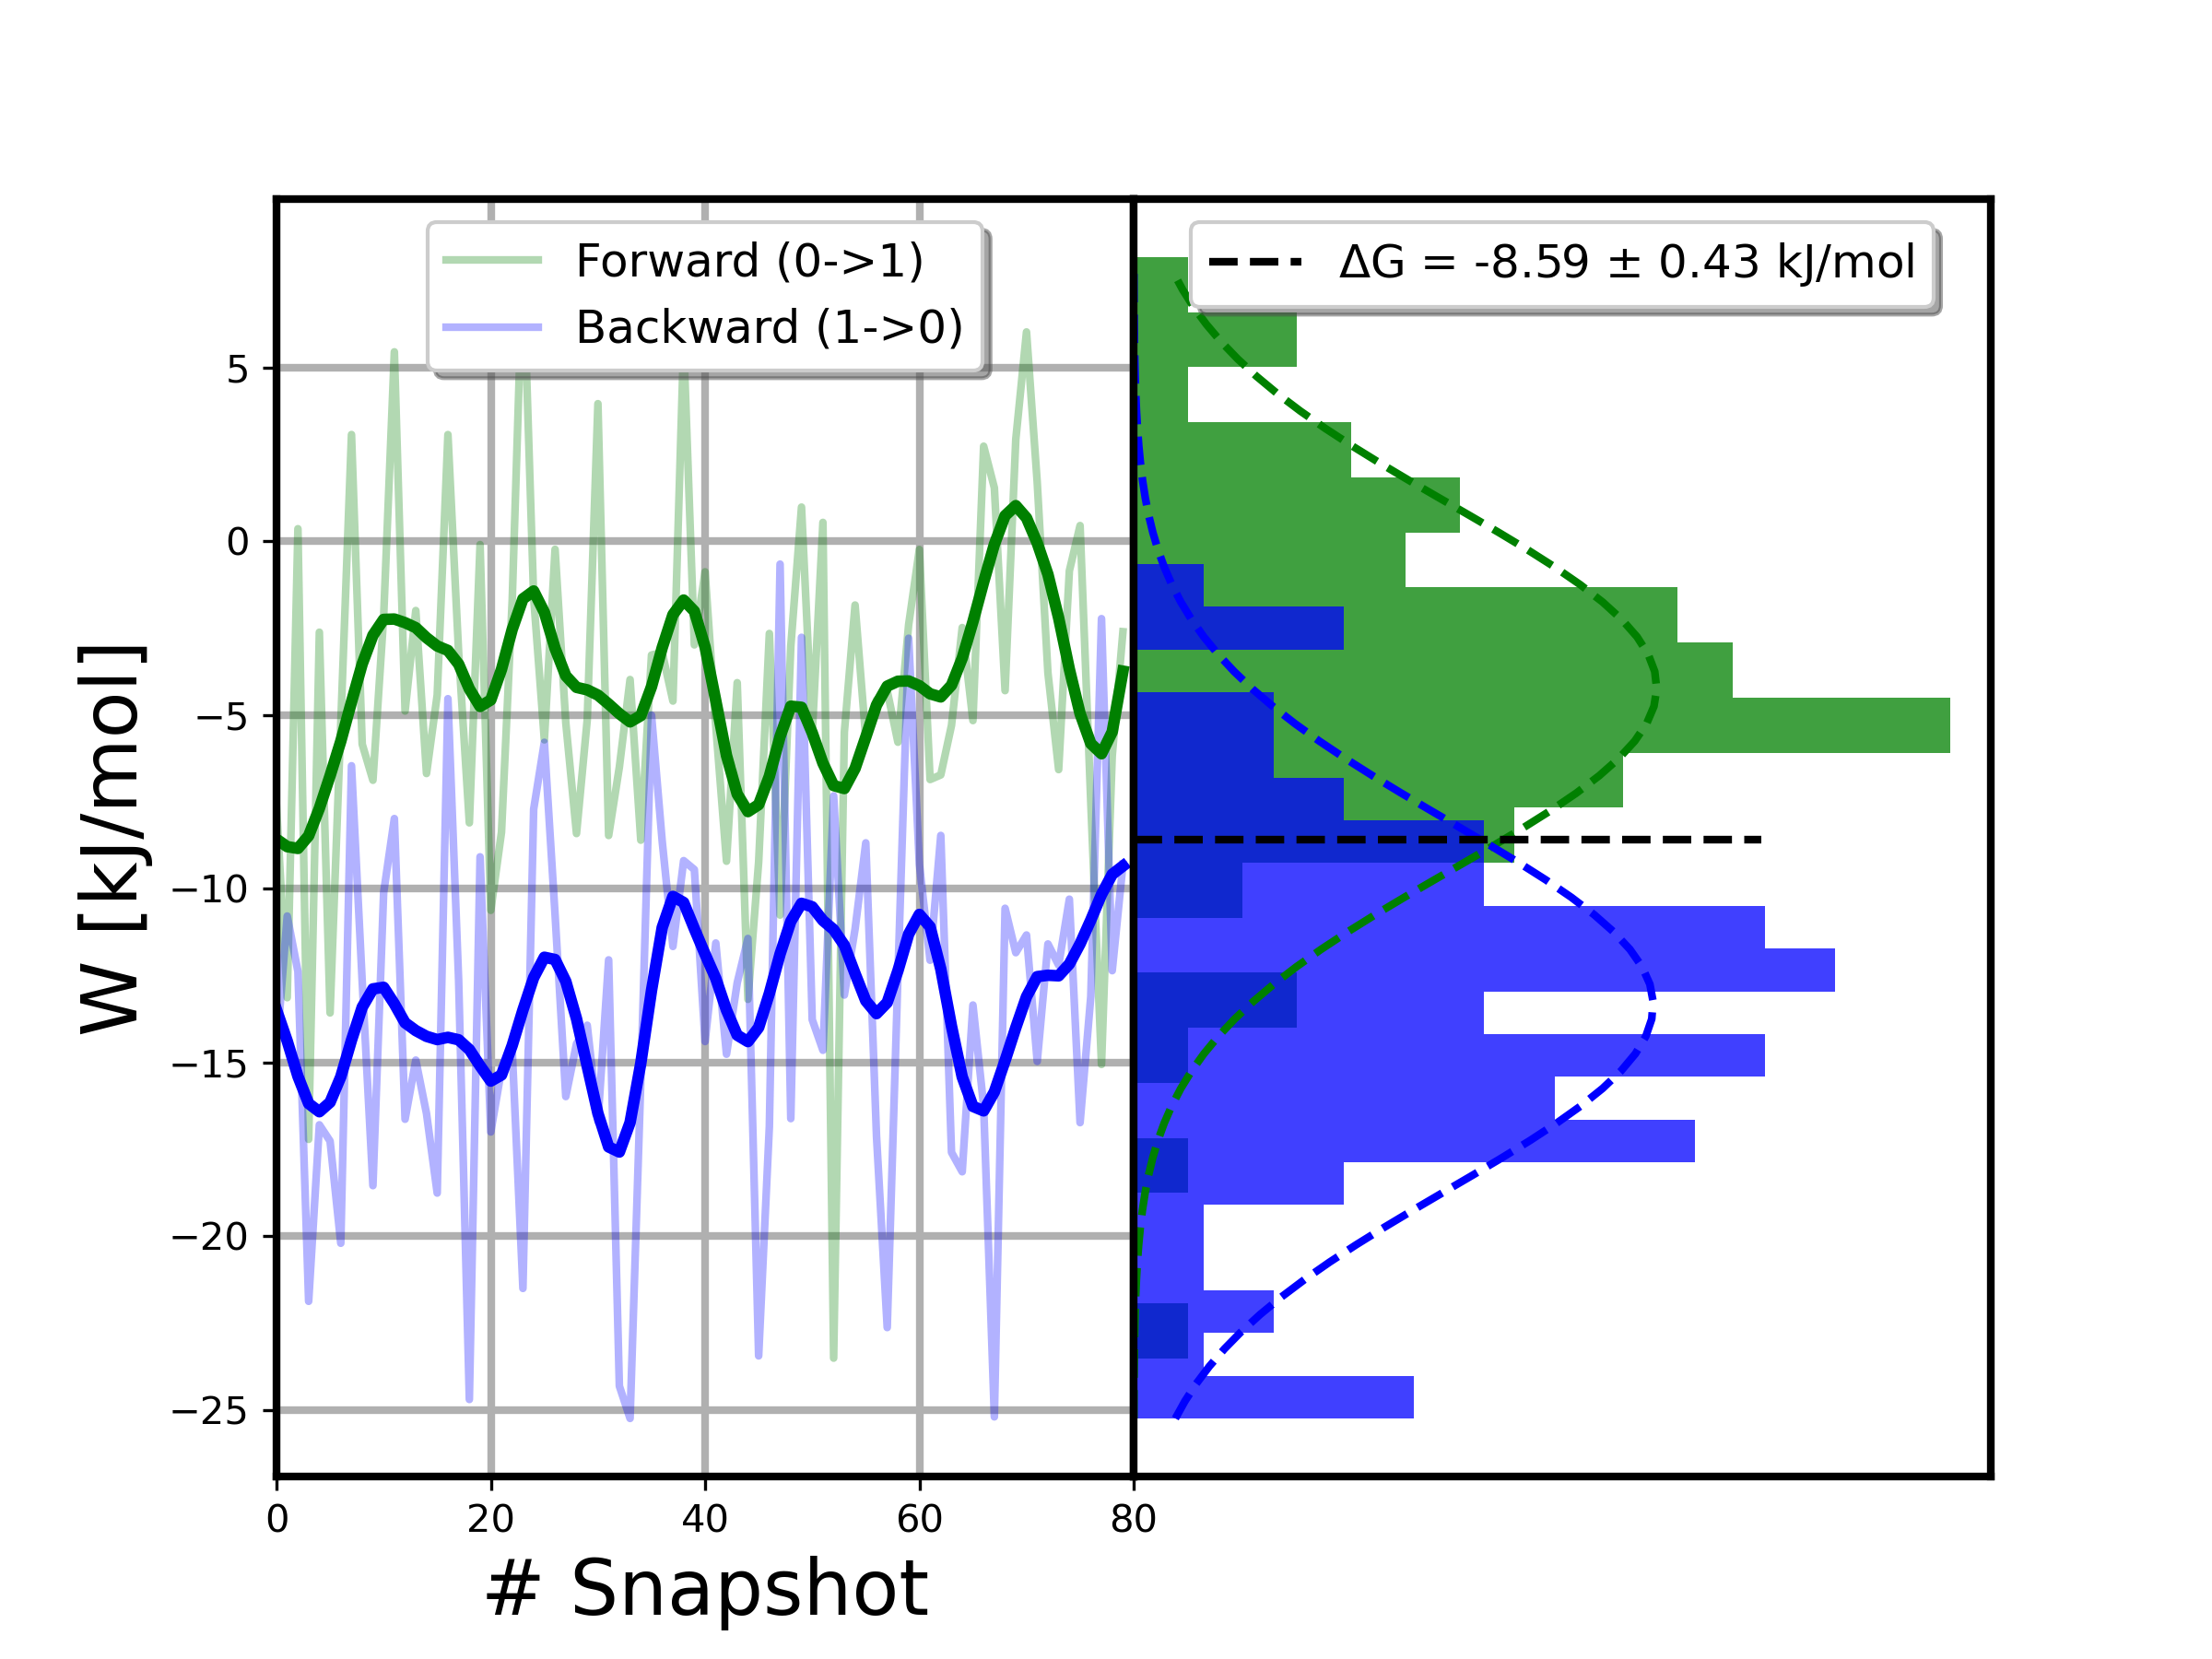 Forward (0->1)
Backward (1->0)
ΔG = -8.59 ± 0.43 kJ/mol
W [kJ/mol]
5
0
−5
−10
−15
−20
−25
0 20 40 60 80
# Snapshot